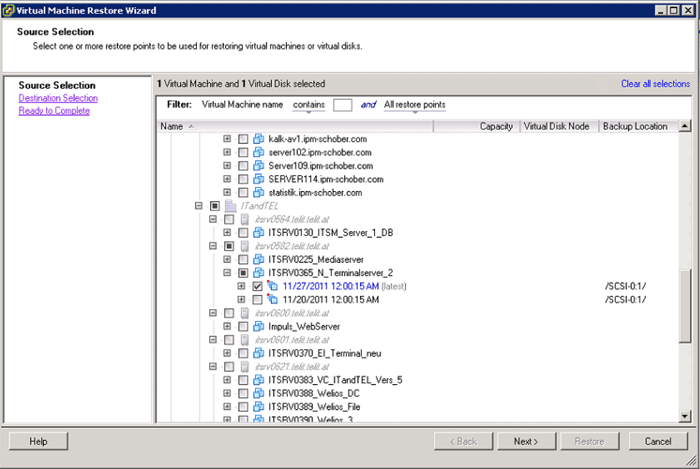 Virtual Machine Restore Wizard
Source Selection
Select one or more restore points to be used for restoring virtual machines or virtual disks.
Source Selection
Destination Selection
Ready to Complete
1 Virtual Machine and 1 Virtual Disk selected
Clear all selections
Filter: Virtual Machine name contains and All restore points
Name Capacity Virtual Disk Node Backup Location
kalk-av1.ipm-schober.com
server102.ipm-schober.com
Server109.ipm-schober.com
SERVER114.ipm-schober.com
statistik.ipm-schober.com
ITandTEL
itsrv0564.telit.telit.at
ITSRV0130_ITSM_Server_1_DB
itsrv0582.telit.telit.at
ITSRV0225_Mediaserver
ITSRV0365_N_Terminalserver_2
11/27/2011 12:00:15 AM (latest) /SCSI-0:1/
11/20/2011 12:00:15 AM /SCSI-0:1/
itsrv0600.telit.telit.at
Impuls_WebServer
itsrv0601.telit.telit.at
ITSRV0370_EI_Terminal_neu
itsrv0621.telit.telit.at
ITSRV0383_VC_ITandTEL_Vers_5
ITSRV0388_Welios_DC
ITSRV0389_Welios_File
ITSRV0390_Welios_3
Help
< Back
Next >
Restore
Cancel